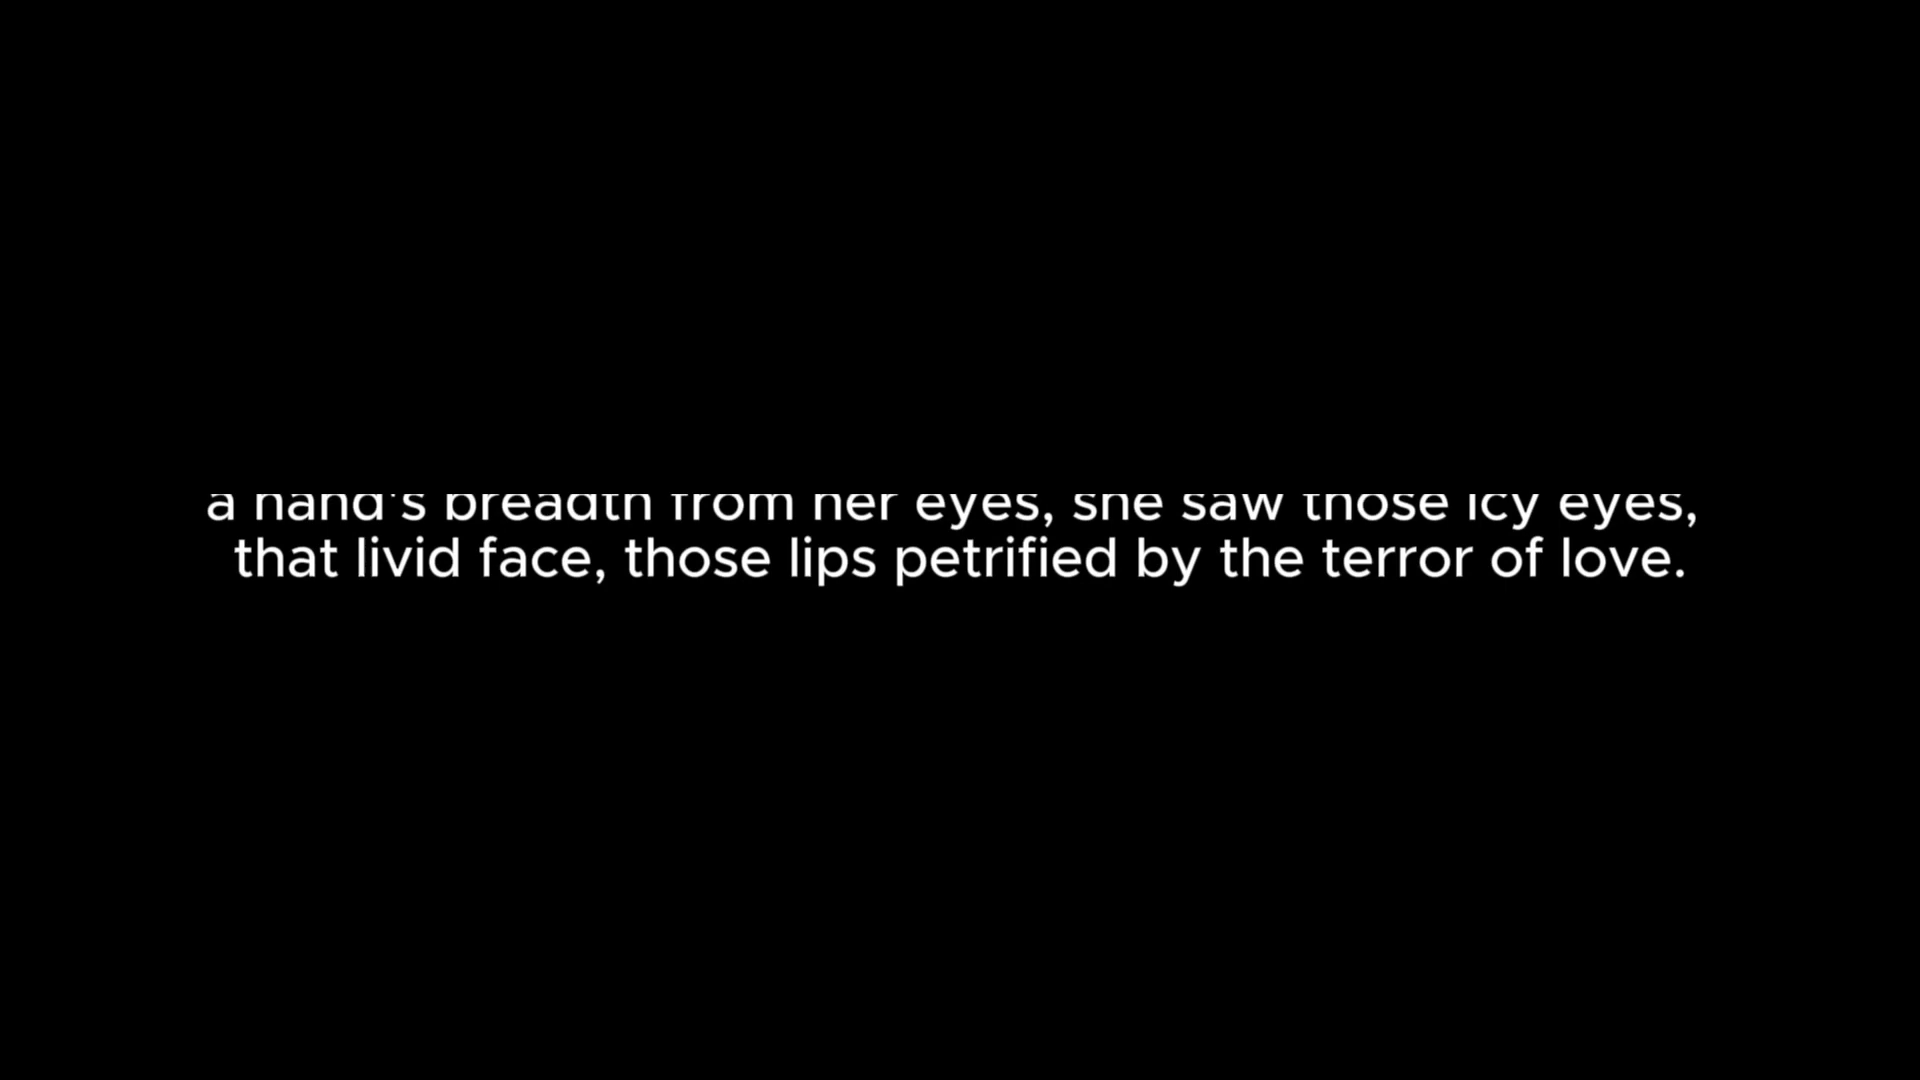 a hand's breadth from her eyes, she saw those icy eyes,
that livid face, those lips petrified by the terror of love.